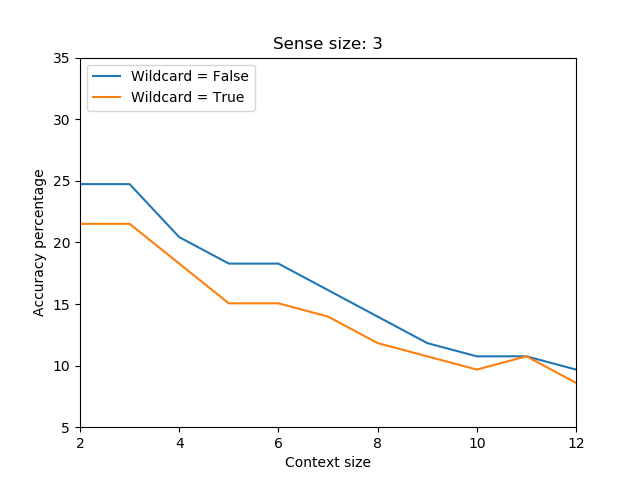 Sense size: 3
Wildcard = False
Wildcard = True
35
30
25
20
15
10
5
Accuracy percentage
2 4 6 8 10 12
Context size